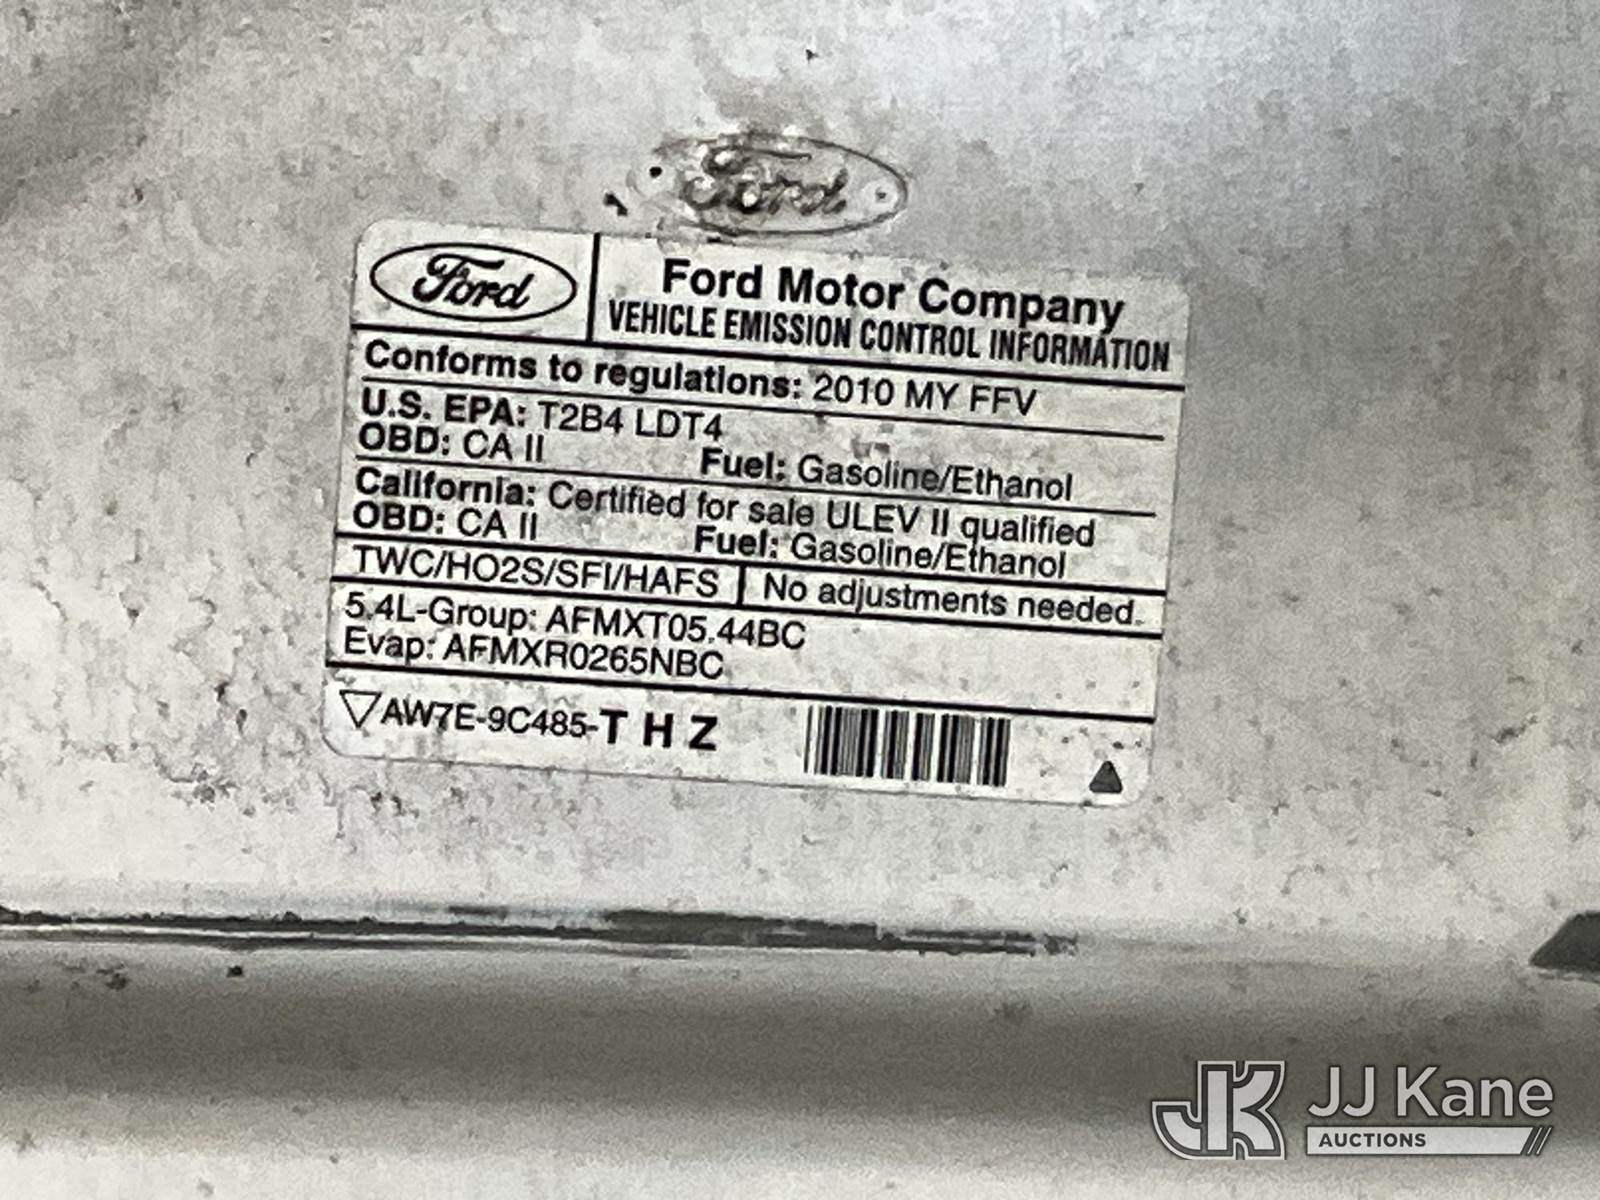 Ford
Ford
Ford Motor Company
VEHICLE EMISSION CONTROL INFORMATION
Conforms to regulations: 2010 MY FFV
U.S. EPA: T2B4 LDT4
OBD: CA II Fuel: Gasoline/Ethanol
California: Certified for sale ULEV II qualified
OBD: CA II Fuel: Gasoline/Ethanol
TWC/HO2S/SFI/HAFS No adjustments needed.
5.4L-Group: AFMXT05.44BC
Evap: AFMXR0265NBC
AW7E-9C485-T H Z
JK JJ Kane
AUCTIONS